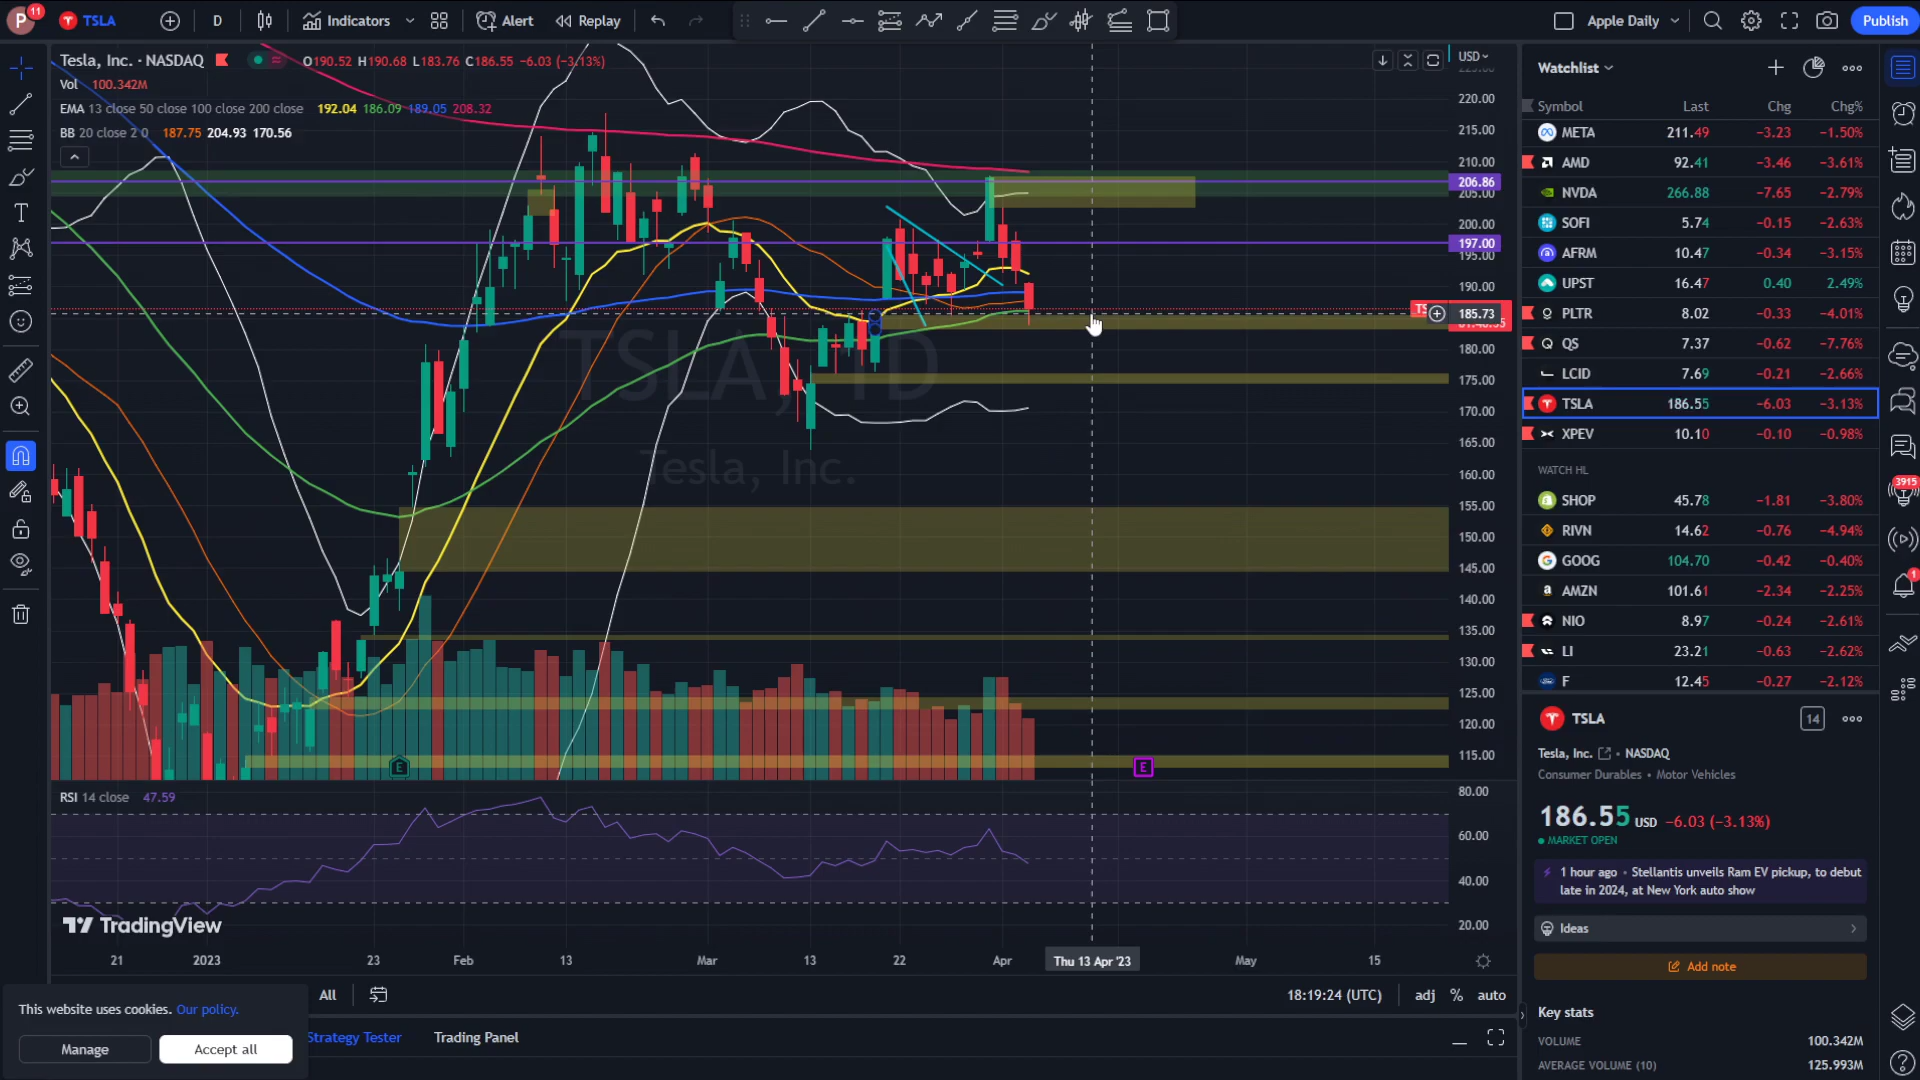 P
11
TSLA
D
Indicators
Alert
Replay
Apple Daily
Publish
Tesla, Inc. · NASDAQ
O190.52 H190.68 L183.76 C186.55 −6.03 (−3.13%)
Vol 100.342M
EMA 13 close 50 close 100 close 200 close 192.04 186.09 189.05 208.32
BB 20 close 2 0 187.75 204.93 170.56
USD
220.00
215.00
210.00
206.86
205.00
200.00
197.00
195.00
190.00
185.73
180.00
175.00
170.00
165.00
160.00
155.00
150.00
145.00
140.00
135.00
130.00
125.00
120.00
115.00
TSLA, 1D
Tesla, Inc.
E
E
RSI 14 close 47.59
80.00
60.00
40.00
20.00
TradingView
21 2023 23 Feb 13 Mar 13 22 Apr Thu 13 Apr '23 May 15
All
18:19:24 (UTC)
adj % auto
This website uses cookies. Our policy.
Manage
Accept all
Strategy Tester
Trading Panel
Watchlist
Symbol Last Chg Chg%
META 211.49 −3.23 −1.50%
AMD 92.41 −3.46 −3.61%
NVDA 266.88 −7.65 −2.79%
SOFI 5.74 −0.15 −2.63%
AFRM 10.47 −0.34 −3.15%
UPST 16.47 0.40 2.49%
PLTR 8.02 −0.33 −4.01%
QS 7.37 −0.62 −7.76%
LCID 7.69 −0.21 −2.66%
TSLA 186.55 −6.03 −3.13%
XPEV 10.10 −0.10 −0.98%
WATCH HL
SHOP 45.78 −1.81 −3.80%
RIVN 14.62 −0.76 −4.94%
GOOG 104.70 −0.42 −0.40%
AMZN 101.61 −2.34 −2.25%
NIO 8.97 −0.24 −2.61%
LI 23.21 −0.63 −2.62%
F 12.45 −0.27 −2.12%
TSLA
14
Tesla, Inc. • NASDAQ
Consumer Durables • Motor Vehicles
186.55 USD −6.03 (−3.13%)
MARKET OPEN
1 hour ago • Stellantis unveils Ram EV pickup, to debut
late in 2024, at New York auto show
Ideas
Add note
Key stats
VOLUME 100.342M
AVERAGE VOLUME (10) 125.993M
3915
1